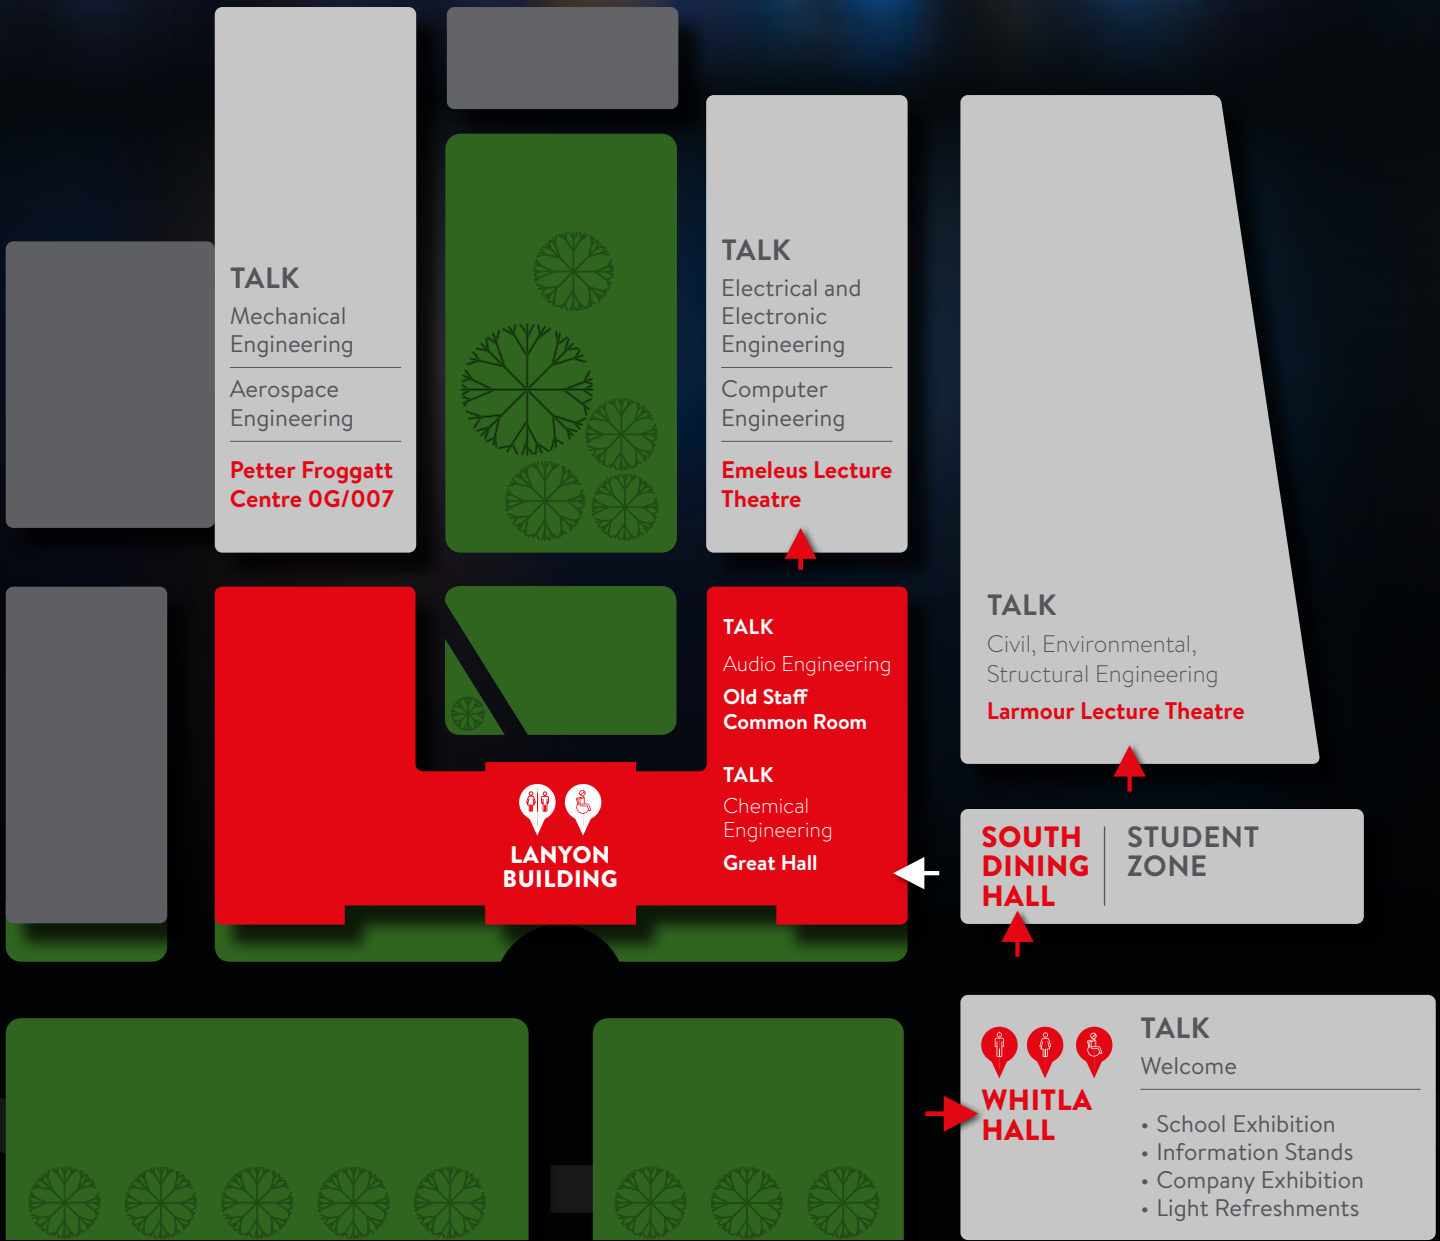 TALK
Mechanical
Engineering
Aerospace
Engineering
Petter Froggatt
Centre 0G/007
TALK
Electrical and
Electronic
Engineering
Computer
Engineering
Emeleus Lecture
Theatre
TALK
Civil, Environmental,
Structural Engineering
Larmour Lecture Theatre
TALK
Audio Engineering
Old Staff
Common Room
TALK
Chemical
Engineering
Great Hall
LANYON
BUILDING
SOUTH
DINING
HALL
STUDENT
ZONE
WHITLA
HALL
TALK
Welcome
• School Exhibition
• Information Stands
• Company Exhibition
• Light Refreshments